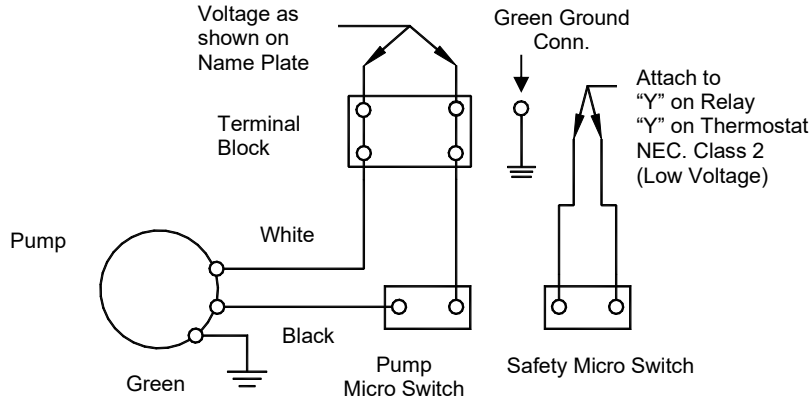 Voltage as
shown on
Name Plate
Green Ground
Conn.
Attach to
“Y” on Relay
“Y” on Thermostat
NEC. Class 2
(Low Voltage)
Terminal
Block
Pump
White
Black
Green
Pump
Micro Switch
Safety Micro Switch